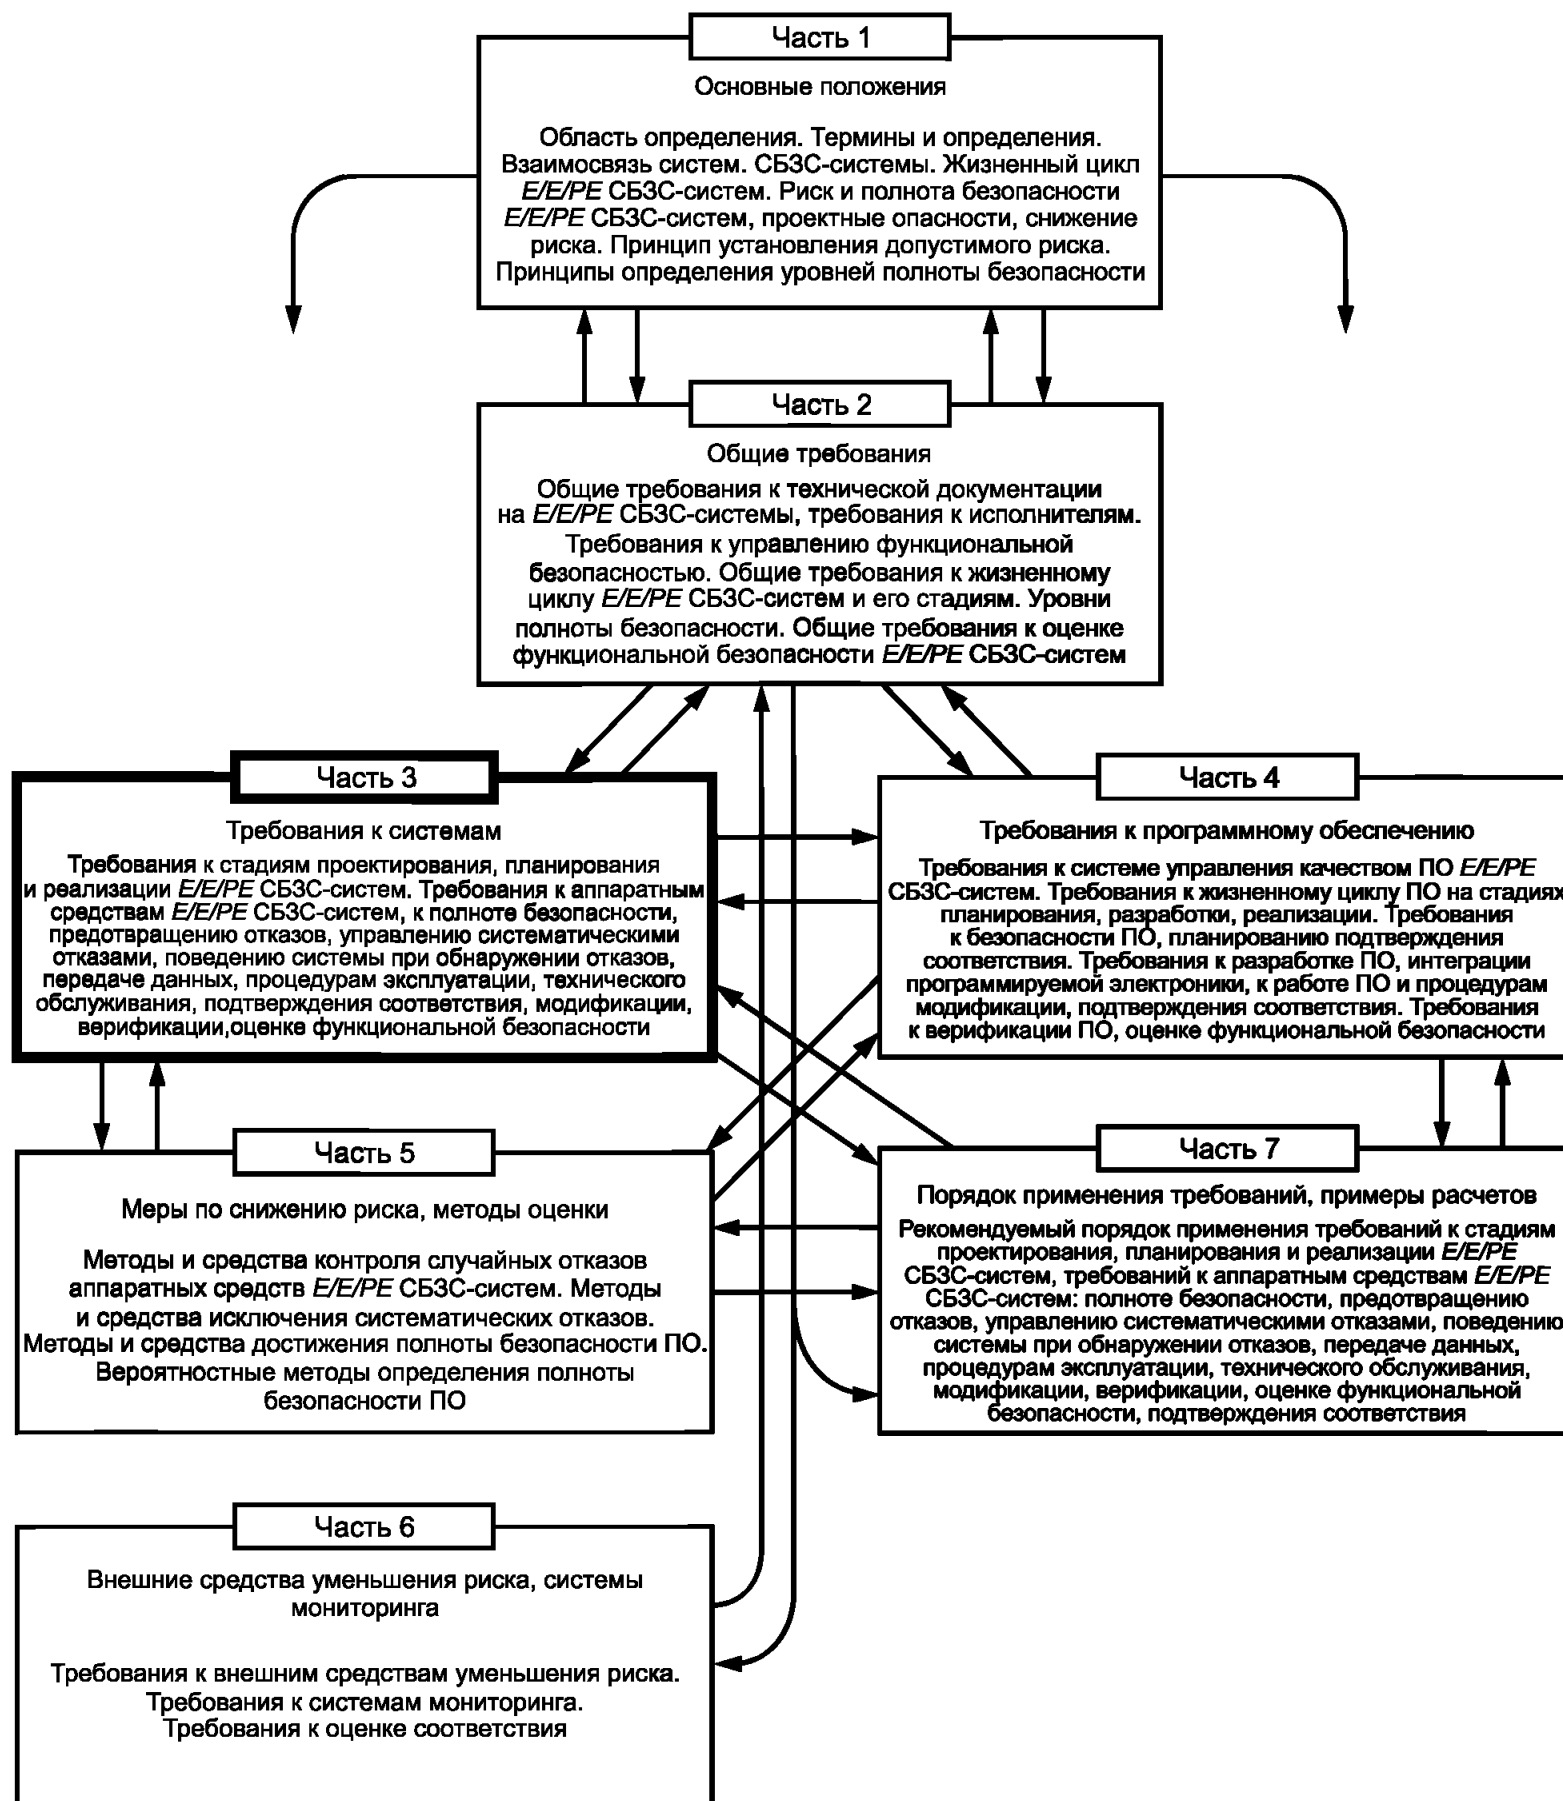 Часть 1
Основные положения
Область определения. Термины и определения.
Взаимосвязь систем. СБЗС-системы. Жизненный цикл
E/E/PE СБЗС-систем. Риск и полнота безопасности
E/E/PE СБЗС-систем, проектные опасности, снижение
риска. Принцип установления допустимого риска.
Принципы определения уровней полноты безопасности
Часть 2
Общие требования
Общие требования к технической документации
на E/E/PE СБЗС-системы, требования к исполнителям.
Требования к управлению функциональной
безопасностью. Общие требования к жизненному
циклу E/E/PE СБЗС-систем и его стадиям. Уровни
полноты безопасности. Общие требования к оценке
функциональной безопасности E/E/PE СБЗС-систем
Часть 3
Требования к системам
Требования к стадиям проектирования, планирования
и реализации E/E/PE СБЗС-систем. Требования к аппаратным
средствам E/E/PE СБЗС-систем, к полноте безопасности,
предотвращению отказов, управлению систематическими
отказами, поведению системы при обнаружении отказов,
передаче данных, процедурам эксплуатации, технического
обслуживания, подтверждения соответствия, модификации,
верификации,оценке функциональной безопасности
Часть 4
Требования к программному обеспечению
Требования к системе управления качеством ПО E/E/PE
СБЗС-систем. Требования к жизненному циклу ПО на стадиях
планирования, разработки, реализации. Требования
к безопасности ПО, планированию подтверждения
соответствия. Требования к разработке ПО, интеграции
программируемой электроники, к работе ПО и процедурам
модификации, подтверждения соответствия. Требования
к верификации ПО, оценке функциональной безопасности
Часть 5
Меры по снижению риска, методы оценки
Методы и средства контроля случайных отказов
аппаратных средств E/E/PE СБЗС-систем. Методы
и средства исключения систематических отказов.
Методы и средства достижения полноты безопасности ПО.
Вероятностные методы определения полноты
безопасности ПО
Часть 7
Порядок применения требований, примеры расчетов
Рекомендуемый порядок применения требований к стадиям
проектирования, планирования и реализации E/E/PE
СБЗС-систем, требований к аппаратным средствам E/E/PE
СБЗС-систем: полноте безопасности, предотвращению
отказов, управлению систематическими отказами, поведению
системы при обнаружении отказов, передаче данных,
процедурам эксплуатации, технического обслуживания,
модификации, верификации, оценке функциональной
безопасности, подтверждения соответствия
Часть 6
Внешние средства уменьшения риска, системы
мониторинга
Требования к внешним средствам уменьшения риска.
Требования к системам мониторинга.
Требования к оценке соответствия